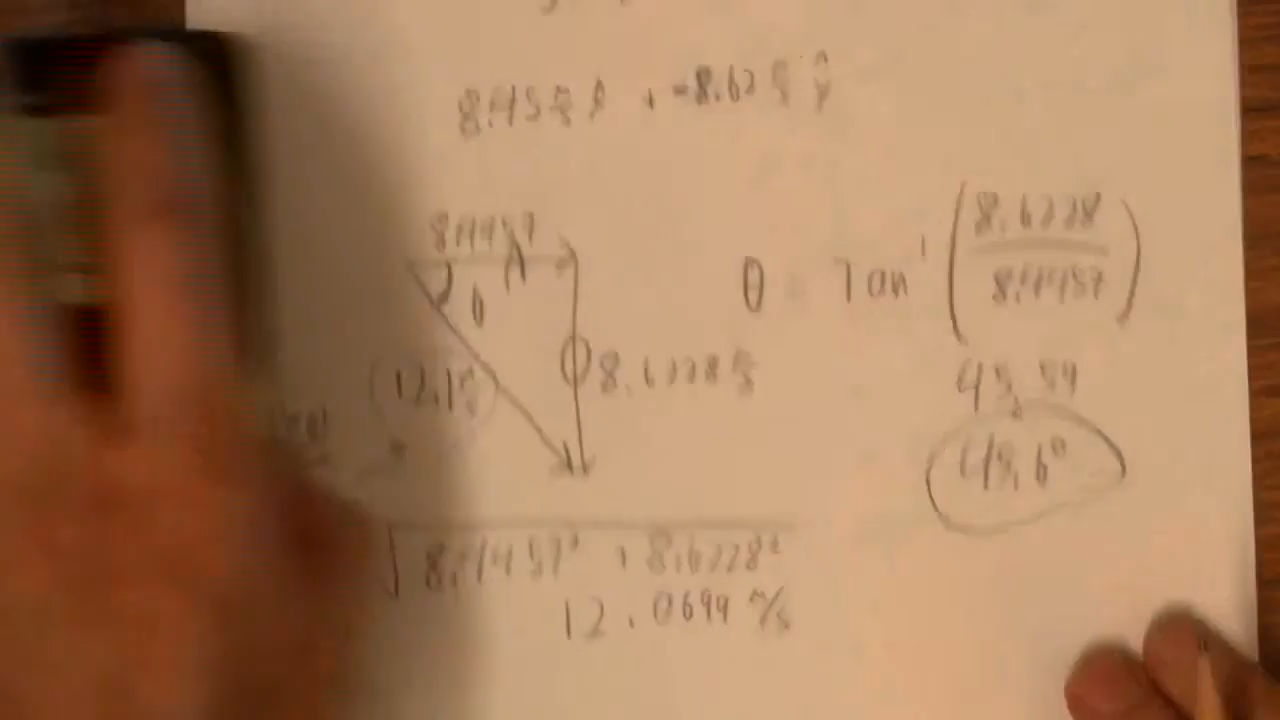 8.45 m/s x̂ + -8.62 m/s ŷ
8.4457
θ = Tan⁻¹ (8.6228 / 8.4457)
θ
12.1
8.6228 m/s
45.59
45.6°
√8.4457² + 8.6228²
12.0699 m/s